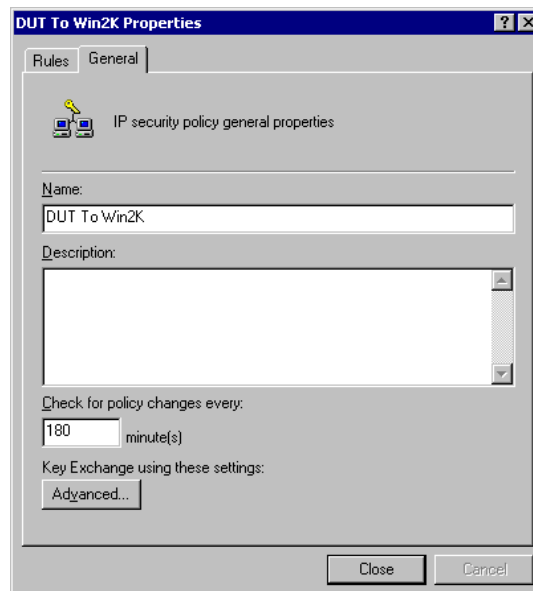 DUT To Win2K Properties
Rules General
IP security policy general properties
Name:
DUT To Win2K
Description:
Check for policy changes every:
180 minute(s)
Key Exchange using these settings:
Advanced...
Close Cancel